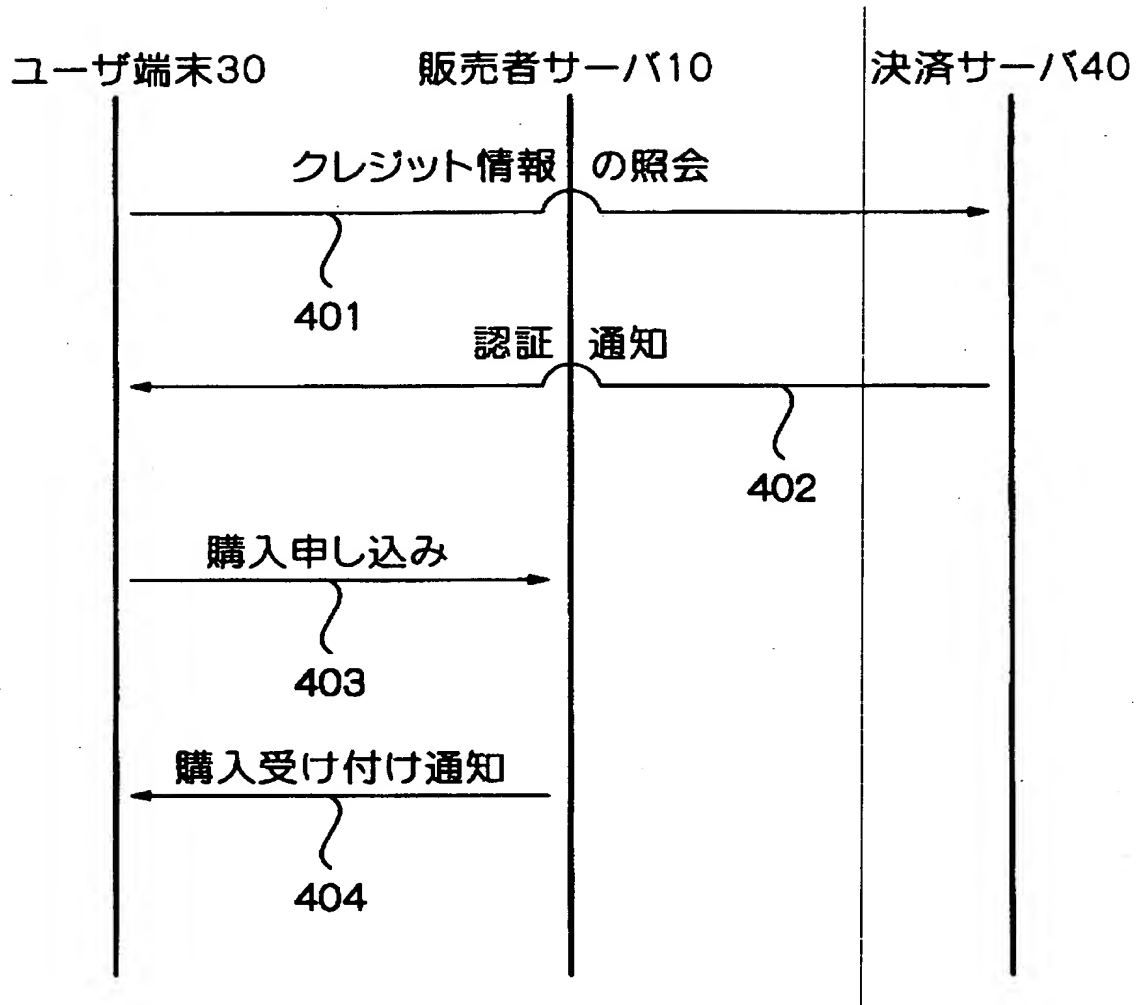 ユーザ端末30 販売者サーバ10 決済サーバ40
クレジット情報 の照会
401
認証 通知
402
購入申し込み
403
購入受け付け通知
404